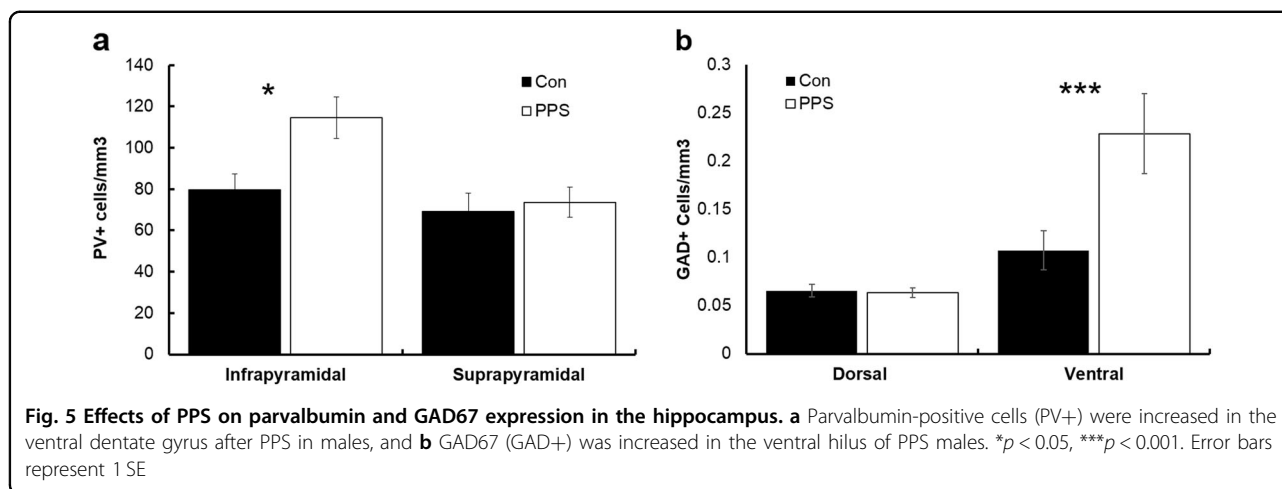 a
140
120
100
80
60
40
20
0
PV+ cells/mm3
*
Con
PPS
Infrapyramidal
Suprapyramidal
b
0.3
0.25
0.2
0.15
0.1
0.05
0
GAD+ Cells/mm3
Con
PPS
***
Dorsal
Ventral
Fig. 5 Effects of PPS on parvalbumin and GAD67 expression in the hippocampus. a Parvalbumin-positive cells (PV+) were increased in the
ventral dentate gyrus after PPS in males, and b GAD67 (GAD+) was increased in the ventral hilus of PPS males. *p < 0.05, ***p < 0.001. Error bars
represent 1 SE